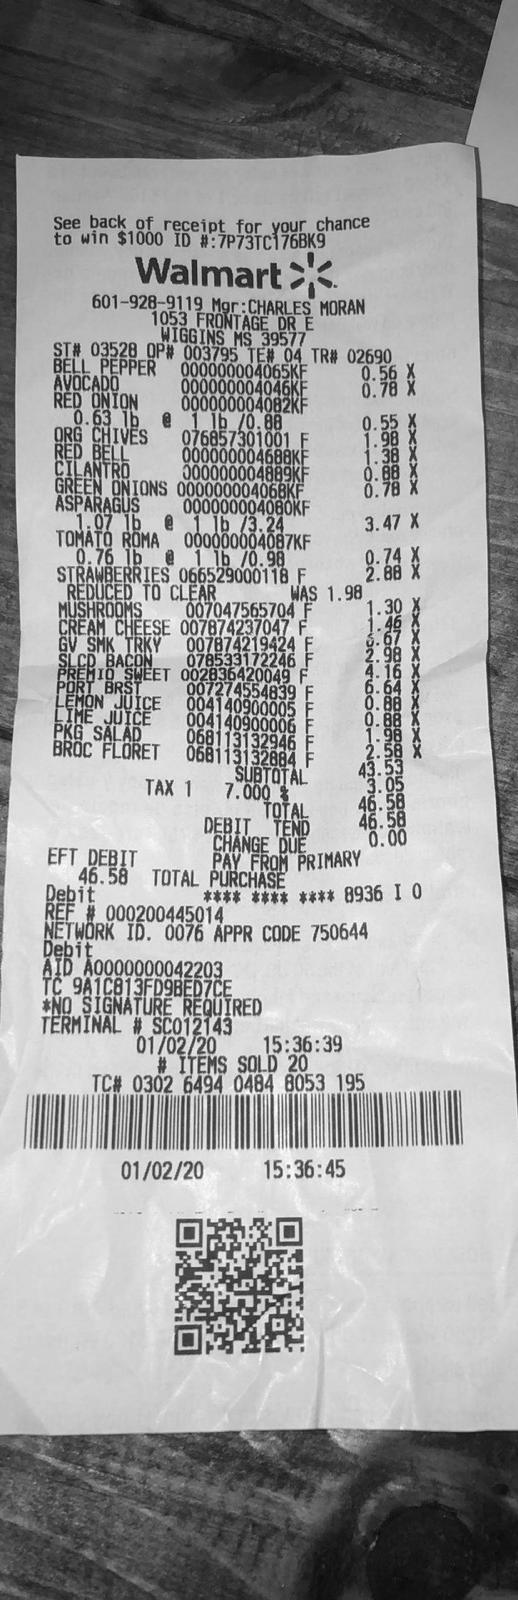 See back of receipt for your chance
to win $1000 ID #:7P73TC176BK9
Walmart
601-928-9119 Mgr:CHARLES MORAN
1053 FRONTAGE DR E
WIGGINS MS 39577
ST# 03528 OP# 003795 TE# 04 TR# 02690
BELL PEPPER 000000004065KF 0.56 X
AVOCADO 000000004046KF 0.78 X
RED ONION 000000004082KF
0.63 lb @ 1 lb /0.88 0.55 X
ORG CHIVES 076857301001 F 1.98 X
RED BELL 000000004688KF 1.38 X
CILANTRO 000000004889KF 0.88 X
GREEN ONIONS 000000004068KF 0.78 X
ASPARAGUS 000000004080KF
1.07 lb @ 1 lb /3.24 3.47 X
TOMATO ROMA 000000004087KF
0.76 lb @ 1 lb /0.98 0.74 X
STRAWBERRIES 066529000118 F 2.88 X
REDUCED TO CLEAR WAS 1.98
MUSHROOMS 007047565704 F 1.30 X
CREAM CHEESE 007874237047 F 1.46 X
GV SMK TRKY 007874219424 F 6.67 X
SLCD BACON 078533172246 F 2.98 X
PREMIO SWEET 002836420049 F 4.16 X
PORT BRST 007274554839 F 6.64 X
LEMON JUICE 004140900005 F 0.88 X
LIME JUICE 004140900006 F 0.88 X
PKG SALAD 068113132946 F 1.98 X
BROC FLORET 068113132884 F 2.58 X
SUBTOTAL 43.53
TAX 1 7.000 % 3.05
TOTAL 46.58
DEBIT TEND 46.58
CHANGE DUE 0.00
EFT DEBIT PAY FROM PRIMARY
46.58 TOTAL PURCHASE
Debit **** **** **** 8936 I 0
REF # 000200445014
NETWORK ID. 0076 APPR CODE 750644
Debit
AID A0000000042203
TC 9A1C813FD9BED7CE
*NO SIGNATURE REQUIRED
TERMINAL # SC012143
01/02/20 15:36:39
# ITEMS SOLD 20
TC# 0302 6494 0484 8053 195
01/02/20 15:36:45